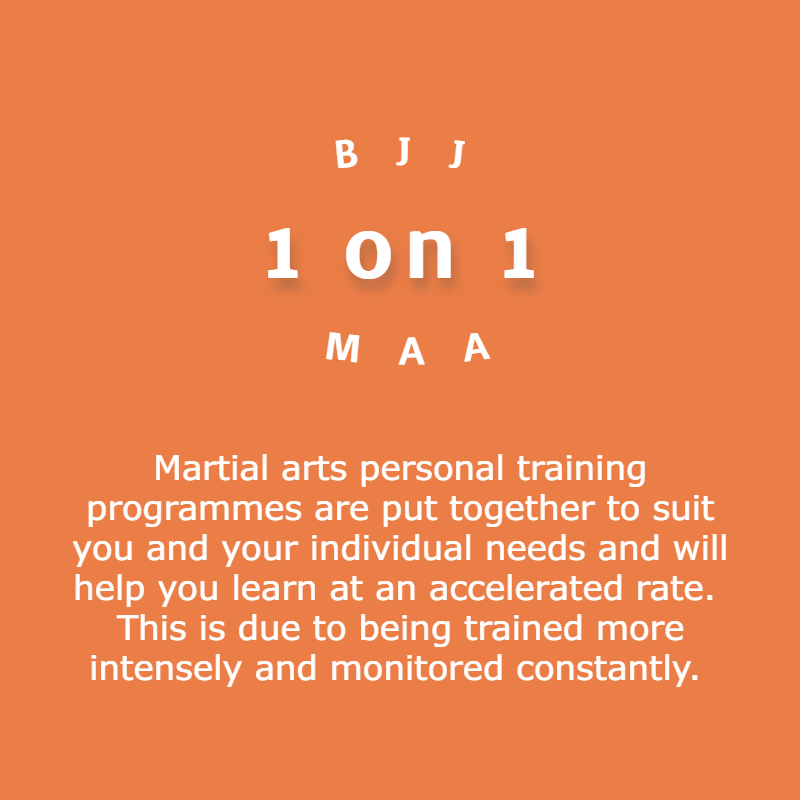 B J J
1 on 1
M A A
Martial arts personal training
programmes are put together to suit
you and your individual needs and will
help you learn at an accelerated rate.
This is due to being trained more
intensely and monitored constantly.